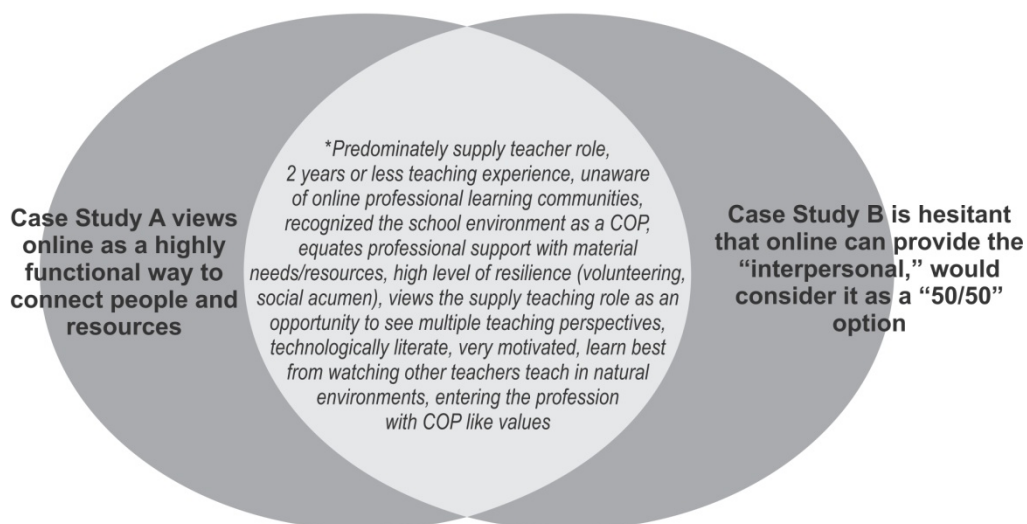 Case Study A views
online as a highly
functional way to
connect people and
resources
*Predominately supply teacher role,
2 years or less teaching experience, unaware
of online professional learning communities,
recognized the school environment as a COP,
equates professional support with material
needs/resources, high level of resilience (volunteering,
social acumen), views the supply teaching role as an
opportunity to see multiple teaching perspectives,
technologically literate, very motivated, learn best
from watching other teachers teach in natural
environments, entering the profession
with COP like values
Case Study B is hesitant
that online can provide the
“interpersonal,” would
consider it as a “50/50”
option